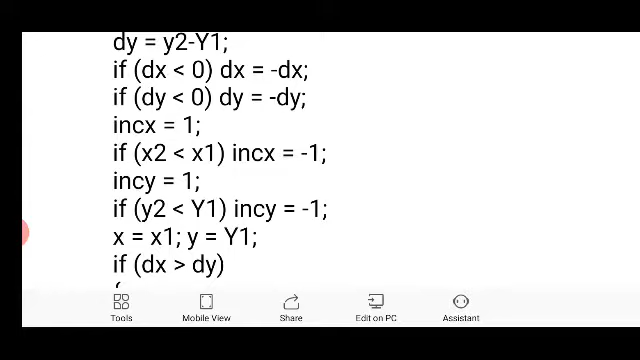 dy = y2-Y1;
if (dx < 0) dx = -dx;
if (dy < 0) dy = -dy;
incx = 1;
if (x2 < x1) incx = -1;
incy = 1;
if (y2 < Y1) incy = -1;
x = x1; y = Y1;
if (dx > dy)
{
Tools Mobile View Share Edit on PC Assistant